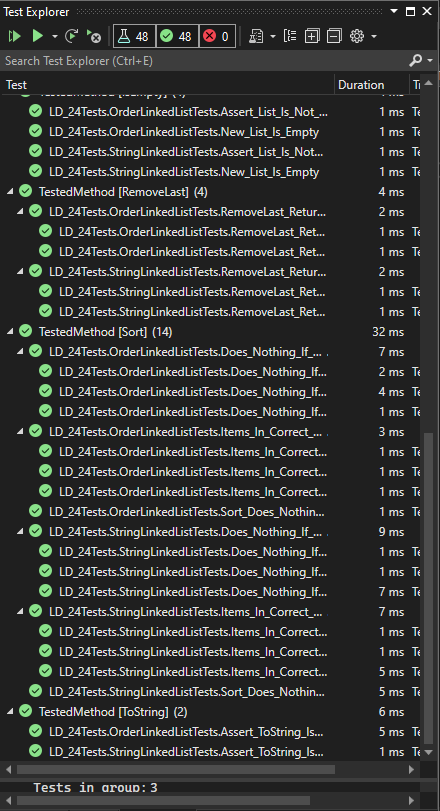 Test Explorer
48 48 0
Search Test Explorer (Ctrl+E)
Test Duration
LD_24Tests.OrderLinkedListTests.Assert_List_Is_Not_... 1 ms Te
LD_24Tests.OrderLinkedListTests.New_List_Is_Empty 1 ms Te
LD_24Tests.StringLinkedListTests.Assert_List_Is_Not... 1 ms Te
LD_24Tests.StringLinkedListTests.New_List_Is_Empty 1 ms Te
TestedMethod [RemoveLast] (4) 4 ms
LD_24Tests.OrderLinkedListTests.RemoveLast_Retur... 2 ms
LD_24Tests.OrderLinkedListTests.RemoveLast_Ret... 1 ms Te
LD_24Tests.OrderLinkedListTests.RemoveLast_Ret... 1 ms Te
LD_24Tests.StringLinkedListTests.RemoveLast_Retur... 2 ms
LD_24Tests.StringLinkedListTests.RemoveLast_Ret... 1 ms Te
LD_24Tests.StringLinkedListTests.RemoveLast_Ret... 1 ms Te
TestedMethod [Sort] (14) 32 ms
LD_24Tests.OrderLinkedListTests.Does_Nothing_If_... 7 ms
LD_24Tests.OrderLinkedListTests.Does_Nothing_If... 2 ms Te
LD_24Tests.OrderLinkedListTests.Does_Nothing_If... 4 ms Te
LD_24Tests.OrderLinkedListTests.Does_Nothing_If... 1 ms Te
LD_24Tests.OrderLinkedListTests.Items_In_Correct_... 3 ms
LD_24Tests.OrderLinkedListTests.Items_In_Correct... 1 ms Te
LD_24Tests.OrderLinkedListTests.Items_In_Correct... 1 ms Te
LD_24Tests.OrderLinkedListTests.Items_In_Correct... 1 ms Te
LD_24Tests.OrderLinkedListTests.Sort_Does_Nothin... 1 ms Te
LD_24Tests.StringLinkedListTests.Does_Nothing_If_... 9 ms
LD_24Tests.StringLinkedListTests.Does_Nothing_If... 1 ms Te
LD_24Tests.StringLinkedListTests.Does_Nothing_If... 1 ms Te
LD_24Tests.StringLinkedListTests.Does_Nothing_If... 7 ms Te
LD_24Tests.StringLinkedListTests.Items_In_Correct_... 7 ms
LD_24Tests.StringLinkedListTests.Items_In_Correct... 1 ms Te
LD_24Tests.StringLinkedListTests.Items_In_Correct... 1 ms Te
LD_24Tests.StringLinkedListTests.Items_In_Correct... 5 ms Te
LD_24Tests.StringLinkedListTests.Sort_Does_Nothin... 5 ms Te
TestedMethod [ToString] (2) 6 ms
LD_24Tests.OrderLinkedListTests.Assert_ToString_Is... 5 ms Te
LD_24Tests.StringLinkedListTests.Assert_ToString_Is... 1 ms Te
Tests in group: 3